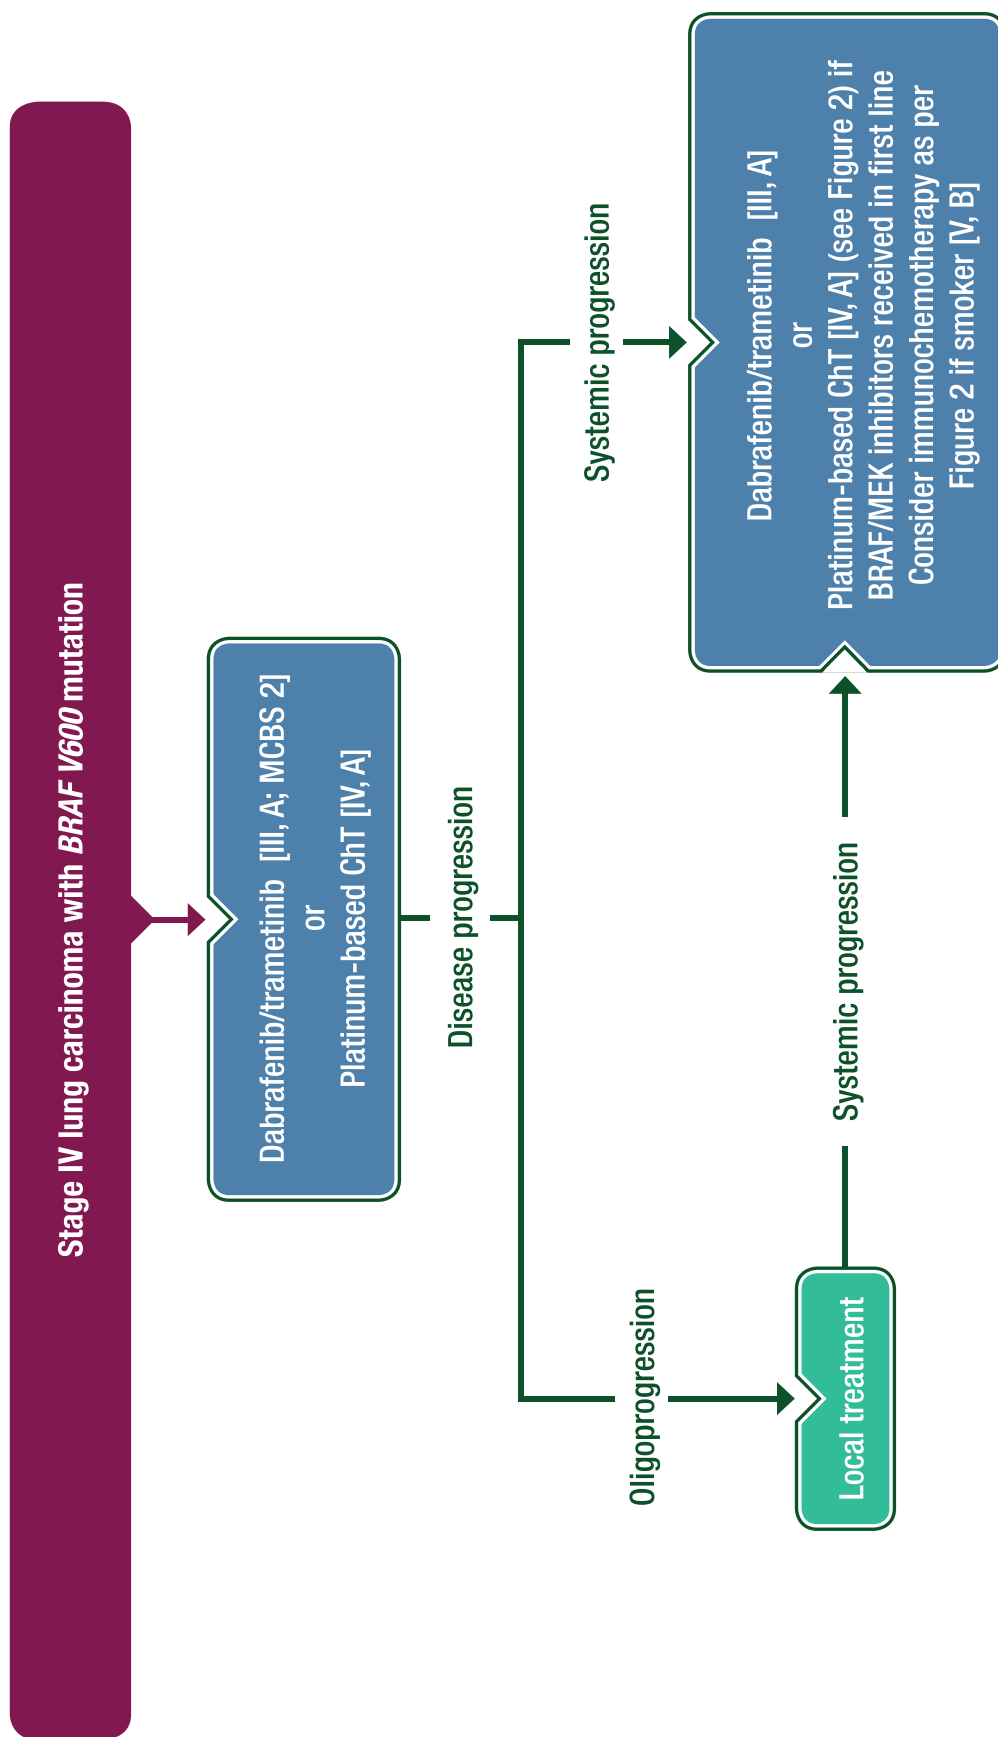 Stage IV lung carcinoma with BRAF V600 mutation
Dabrafenib/trametinib [III, A; MCBS 2]
or
Platinum-based ChT [IV, A]
Disease progression
Oligoprogression
Systemic progression
Local treatment
Systemic progression
Dabrafenib/trametinib [III, A]
or
Platinum-based ChT [IV, A] (see Figure 2) if
BRAF/MEK inhibitors received in first line
Consider immunochemotherapy as per
Figure 2 if smoker [V, B]